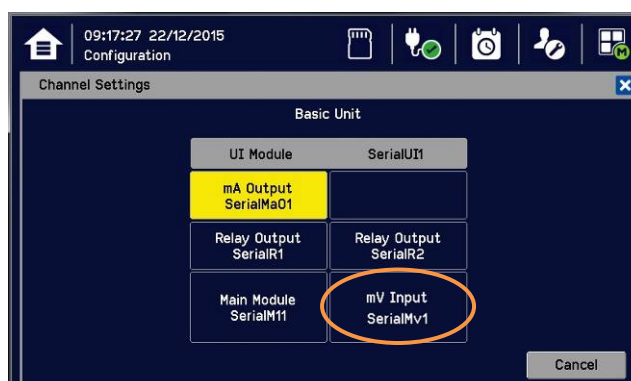 09:17:27 22/12/2015
Configuration
Channel Settings
Basic Unit
UI Module SerialUI1
mA Output
SerialMaO1
Relay Output Relay Output
SerialR1 SerialR2
Main Module mV Input
SerialM11 SerialMv1
M
Cancel